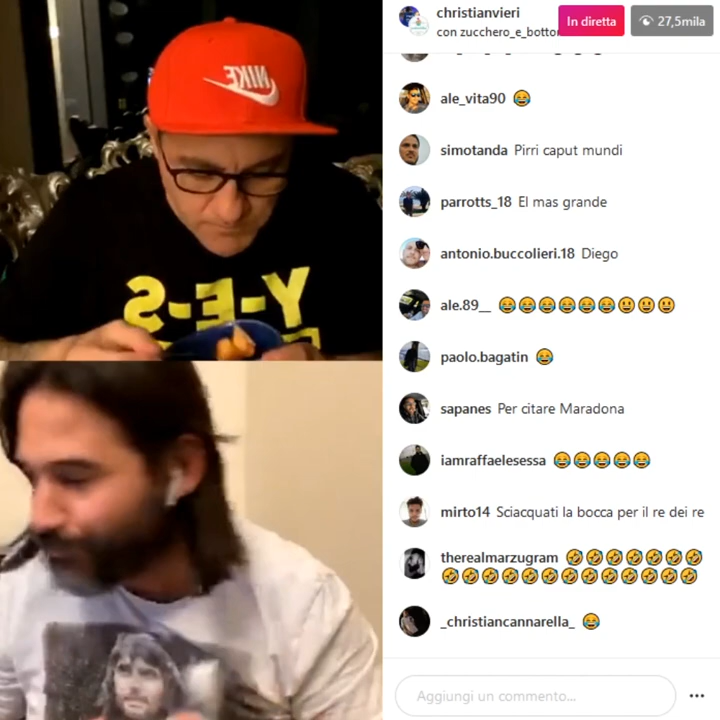 christianvieri
con zucchero_e_botto
In diretta
27,5mila
ale_vita90 😂
simotanda Pirri caput mundi
parrotts_18 El mas grande
antonio.buccolieri.18 Diego
ale.89__ 😂😂😂😂😂😂😃😃😃
paolo.bagatin 😂
sapanes Per citare Maradona
iamraffaelesessa 😂😂😂😂😂
mirto14 Sciacquati la bocca per il re dei re
therealmarzugram 🤣🤣🤣🤣🤣🤣🤣
🤣🤣🤣🤣🤣🤣🤣🤣🤣🤣🤣🤣🤣
_christiancannarella_ 😂
Aggiungi un commento...
NIKE
Y-E-S